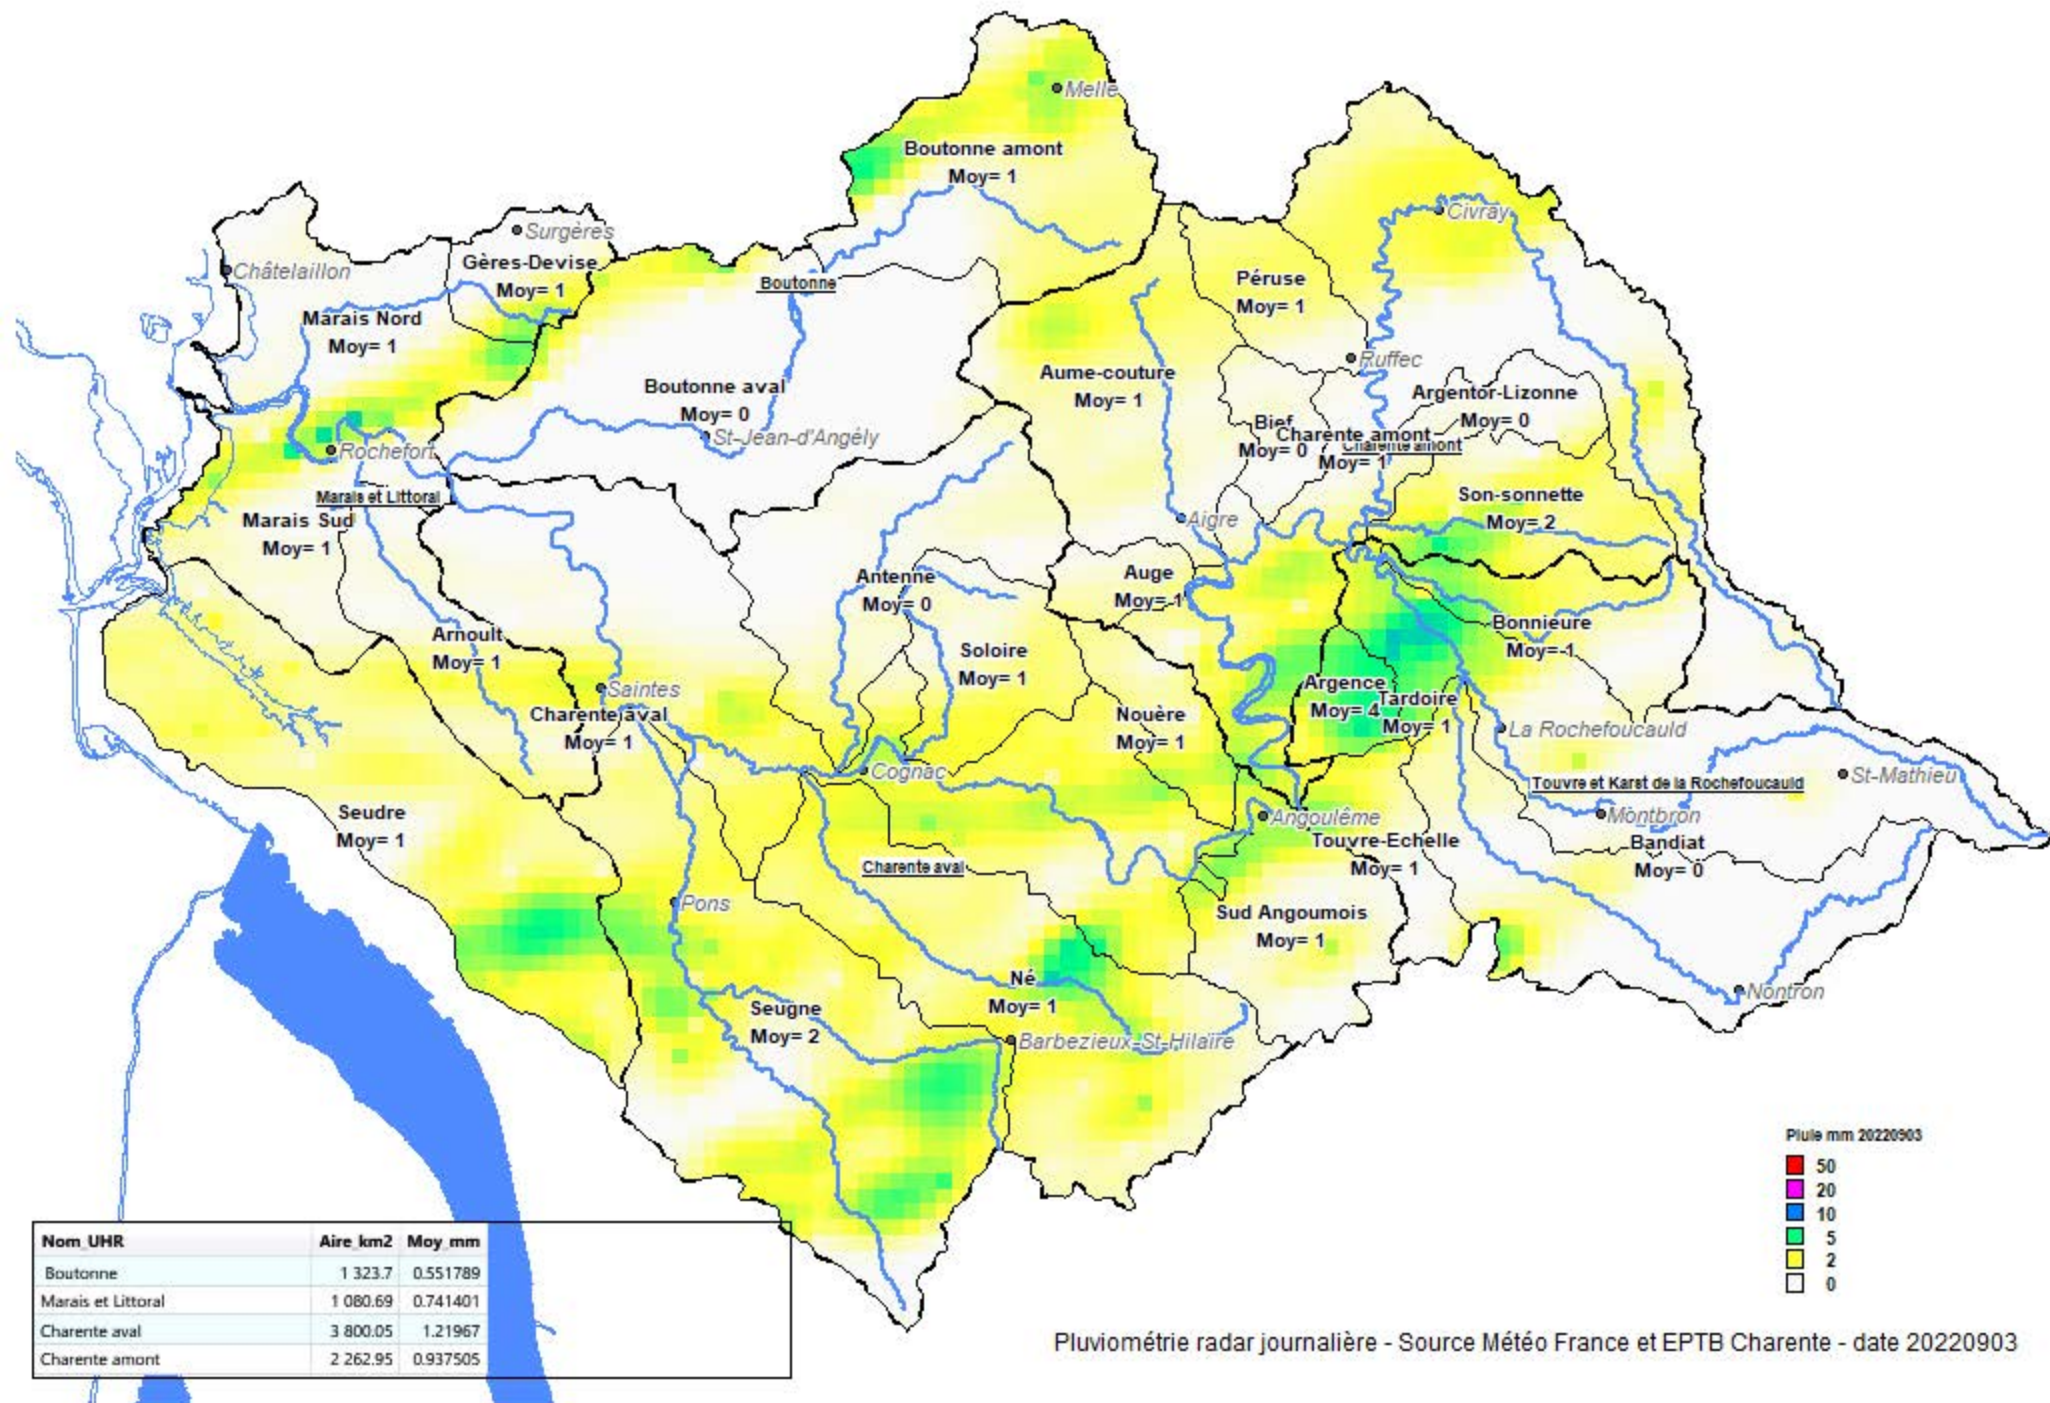 Melle
Boutonne amont
Moy= 1
Civray
Surgères
Châtelaillon
Gères-Devise
Moy= 1
Boutonne
Péruse
Moy= 1
Marais Nord
Moy= 1
Ruffec
Aume-couture
Moy= 1
Boutonne aval
Moy= 0
Argentor-Lizonne
Moy= 0
St-Jean-d'Angély
Bief
Moy= 0
Charente amont
Moy= 1
Charente amont
Rochefort
Marais et Littoral
Son-sonnette
Moy= 2
Marais Sud
Moy= 1
Aigre
Antenne
Moy= 0
Auge
Moy= 1
Arnoult
Moy= 1
Soloire
Moy= 1
Bonnieure
Moy= 1
Saintes
Argence
Moy= 4
Tardoire
Moy= 1
Charente aval
Moy= 1
Nouère
Moy= 1
La Rochefoucauld
Cognac
St-Mathieu
Touvre et Karst de la Rochefoucauld
Seudre
Moy= 1
Angoulême
Montbron
Touvre-Echelle
Moy= 1
Bandiat
Moy= 0
Charente aval
Pons
Sud Angoumois
Moy= 1
Né
Moy= 1
Nontron
Seugne
Moy= 2
Barbezieux-St-Hilaire
Pluie mm 20220903
50
20
10
5
2
0
Nom_UHR Aire_km2 Moy_mm
Boutonne 1 323.7 0.551789
Marais et Littoral 1 080.69 0.741401
Charente aval 3 800.05 1.21967
Charente amont 2 262.95 0.937505
Pluviométrie radar journalière - Source Météo France et EPTB Charente - date 20220903